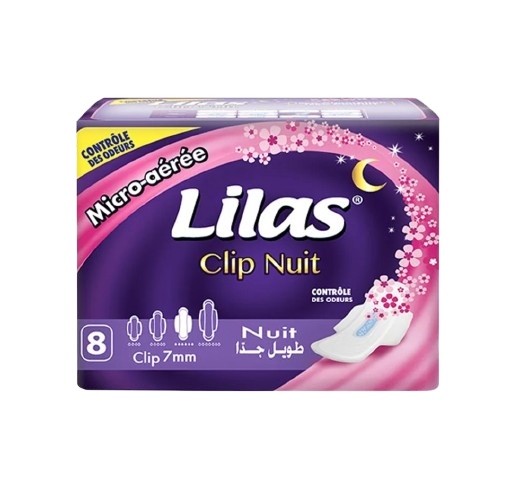 CONTRÔLE
DES ODEURS
Micro-aérée
Lilas®
Clip Nuit
CONTRÔLE
DES ODEURS
8
Clip 7mm
Nuit
طويل جدا